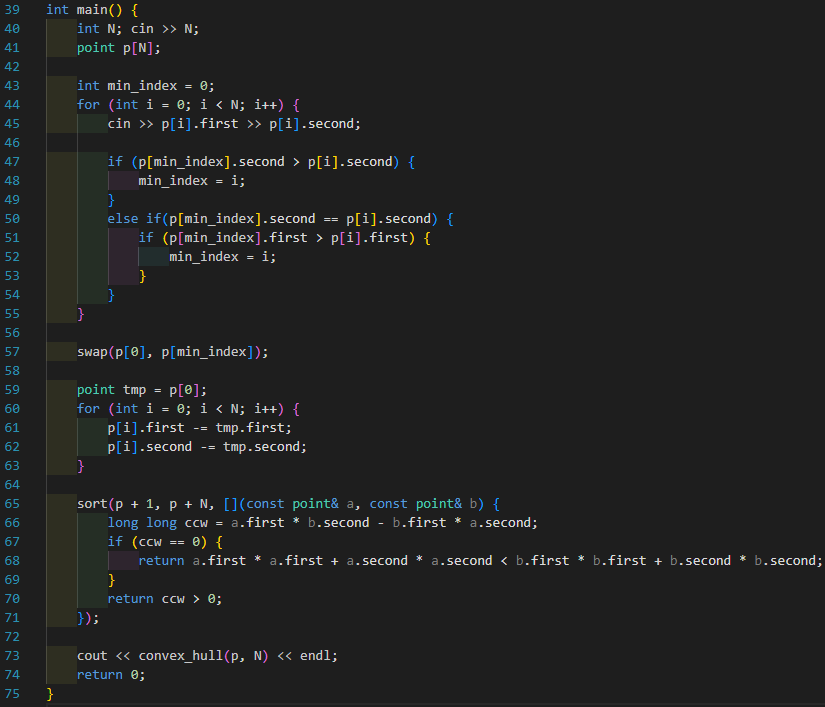 39 int main() {
40     int N; cin >> N;
41     point p[N];
42
43     int min_index = 0;
44     for (int i = 0; i < N; i++) {
45         cin >> p[i].first >> p[i].second;
46
47         if (p[min_index].second > p[i].second) {
48             min_index = i;
49         }
50         else if(p[min_index].second == p[i].second) {
51             if (p[min_index].first > p[i].first) {
52                 min_index = i;
53             }
54         }
55     }
56
57     swap(p[0], p[min_index]);
58
59     point tmp = p[0];
60     for (int i = 0; i < N; i++) {
61         p[i].first -= tmp.first;
62         p[i].second -= tmp.second;
63     }
64
65     sort(p + 1, p + N, [](const point& a, const point& b) {
66         long long ccw = a.first * b.second - b.first * a.second;
67         if (ccw == 0) {
68             return a.first * a.first + a.second * a.second < b.first * b.first + b.second * b.second;
69         }
70         return ccw > 0;
71     });
72
73     cout << convex_hull(p, N) << endl;
74     return 0;
75 }